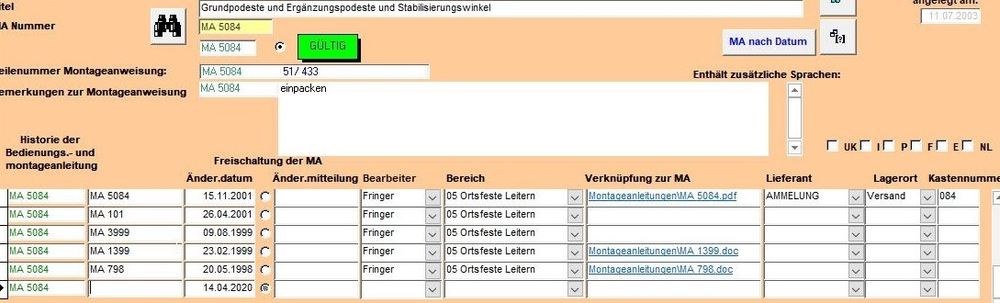 itel Grundpodeste und Ergänzungspodeste und Stabilisierungswinkel angelegt am:
MA Nummer MA 5084 11.07.2003
MA 5084 GÜLTIG MA nach Datum
eilenummer Montageanweisung: MA 5084 51/ 433 Enthält zusätzliche Sprachen:
emerkungen zur Montageanweisung MA 5084 einpacken
Historie der
Bedienungs.- und
montageanleitung
UK I P F E NL
Freischaltung der MA
Änder.datum Änder.mitteilung Bearbeiter Bereich Verknüpfung zur MA Lieferant Lagerort Kastennumme
MA 5084 MA 5084 15.11.2001 Fringer 05 Ortsfeste Leitern Montageanleitungen\MA 5084.pdf AMMELUNG Versand 084
MA 5084 MA 101 26.04.2001 Fringer 05 Ortsfeste Leitern
MA 5084 MA 3999 09.08.1999 Fringer 05 Ortsfeste Leitern
MA 5084 MA 1399 23.02.1999 Fringer 05 Ortsfeste Leitern Montageanleitungen\MA 1399.doc
MA 5084 MA 798 20.05.1998 Fringer 05 Ortsfeste Leitern Montageanleitungen\MA 798.doc
MA 5084 14.04.2020